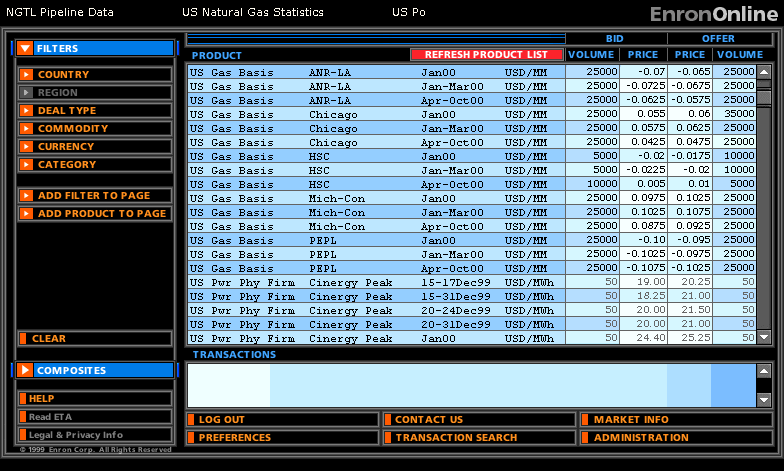 NGTL Pipeline Data US Natural Gas Statistics US Po
EnronOnline
FILTERS
COUNTRY
REGION
DEAL TYPE
COMMODITY
CURRENCY
CATEGORY
ADD FILTER TO PAGE
ADD PRODUCT TO PAGE
CLEAR
COMPOSITES
HELP
Read ETA
Legal & Privacy Info
© 1999 Enron Corp. All Rights Reserved
BID OFFER
PRODUCT REFRESH PRODUCT LIST VOLUME PRICE PRICE VOLUME
US Gas Basis ANR-LA Jan00 USD/MM 25000 -0.07 -0.065 25000
US Gas Basis ANR-LA Jan-Mar00 USD/MM 25000 -0.0725 -0.0675 25000
US Gas Basis ANR-LA Apr-Oct00 USD/MM 25000 -0.0625 -0.0575 25000
US Gas Basis Chicago Jan00 USD/MM 25000 0.055 0.06 35000
US Gas Basis Chicago Jan-Mar00 USD/MM 25000 0.0575 0.0625 25000
US Gas Basis Chicago Apr-Oct00 USD/MM 25000 0.0425 0.0475 25000
US Gas Basis HSC Jan00 USD/MM 5000 -0.02 -0.0175 10000
US Gas Basis HSC Jan-Mar00 USD/MM 5000 -0.0225 -0.02 10000
US Gas Basis HSC Apr-Oct00 USD/MM 10000 0.005 0.01 5000
US Gas Basis Mich-Con Jan00 USD/MM 25000 0.0975 0.1025 25000
US Gas Basis Mich-Con Jan-Mar00 USD/MM 25000 0.1025 0.1075 25000
US Gas Basis Mich-Con Apr-Oct00 USD/MM 25000 0.0875 0.0925 25000
US Gas Basis PEPL Jan00 USD/MM 25000 -0.10 -0.095 25000
US Gas Basis PEPL Jan-Mar00 USD/MM 25000 -0.1025 -0.0975 25000
US Gas Basis PEPL Apr-Oct00 USD/MM 25000 -0.1075 -0.1025 25000
US Pwr Phy Firm Cinergy Peak 15-17Dec99 USD/MWh 50 19.00 20.25 50
US Pwr Phy Firm Cinergy Peak 15-31Dec99 USD/MWh 50 18.25 21.00 50
US Pwr Phy Firm Cinergy Peak 20-24Dec99 USD/MWh 50 20.00 21.50 50
US Pwr Phy Firm Cinergy Peak 20-31Dec99 USD/MWh 50 20.00 21.00 50
US Pwr Phy Firm Cinergy Peak Jan00 USD/MWh 50 24.40 25.25 50
TRANSACTIONS
LOG OUT CONTACT US MARKET INFO
PREFERENCES TRANSACTION SEARCH ADMINISTRATION